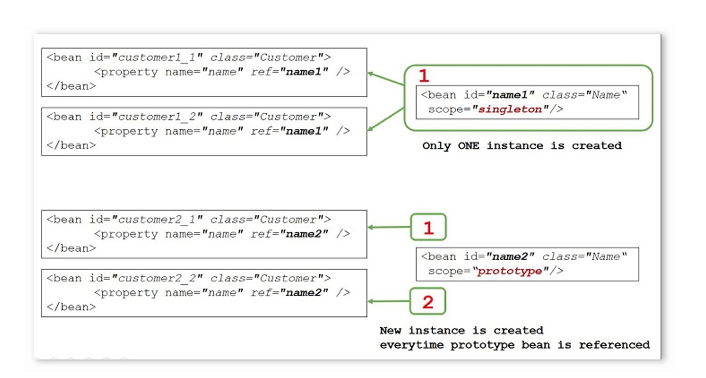 <bean id="customer1_1" class="Customer">
<property name="name" ref="name1" />
</bean>
1
<bean id="name1" class="Name"
scope="singleton"/>
<bean id="customer1_2" class="Customer">
<property name="name" ref="name1" />
</bean>
Only ONE instance is created
<bean id="customer2_1" class="Customer">
<property name="name" ref="name2" />
</bean>
1
<bean id="name2" class="Name"
scope="prototype"/>
<bean id="customer2_2" class="Customer">
<property name="name" ref="name2" />
</bean>
2
New instance is created
everytime prototype bean is referenced